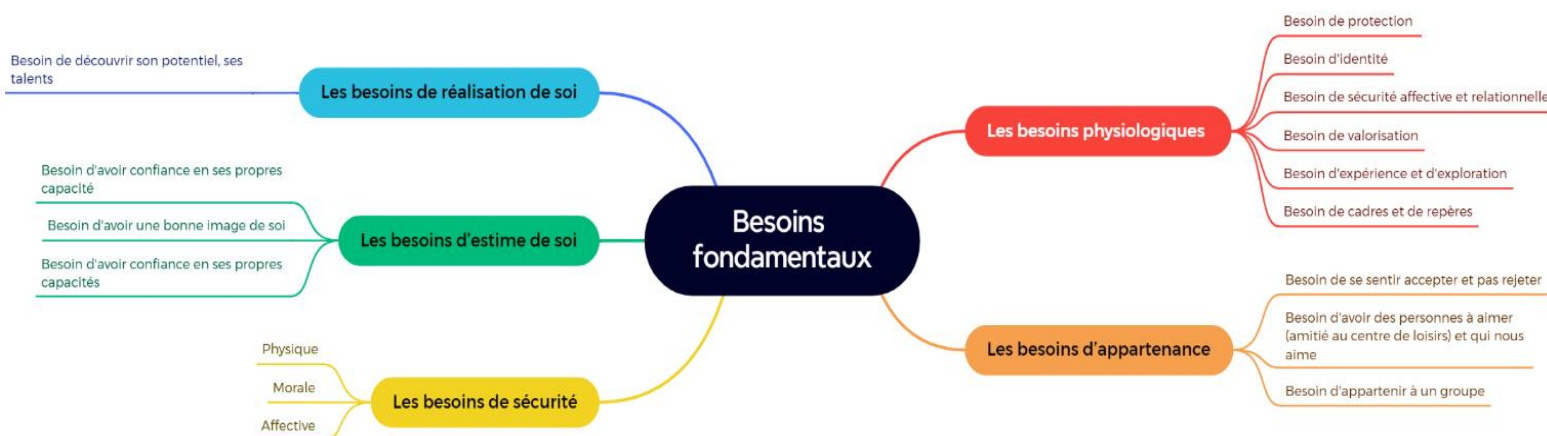 Besoins
fondamentaux
Les besoins de réalisation de soi
Besoin de découvrir son potentiel, ses
talents
Les besoins d'estime de soi
Besoin d'avoir confiance en ses propres
capacité
Besoin d'avoir une bonne image de soi
Besoin d'avoir confiance en ses propres
capacités
Les besoins de sécurité
Physique
Morale
Affective
Les besoins physiologiques
Besoin de protection
Besoin d'identité
Besoin de sécurité affective et relationnelle
Besoin de valorisation
Besoin d'expérience et d'exploration
Besoin de cadres et de repères
Les besoins d'appartenance
Besoin de se sentir accepter et pas rejeter
Besoin d'avoir des personnes à aimer
(amitié au centre de loisirs) et qui nous
aime
Besoin d'appartenir à un groupe